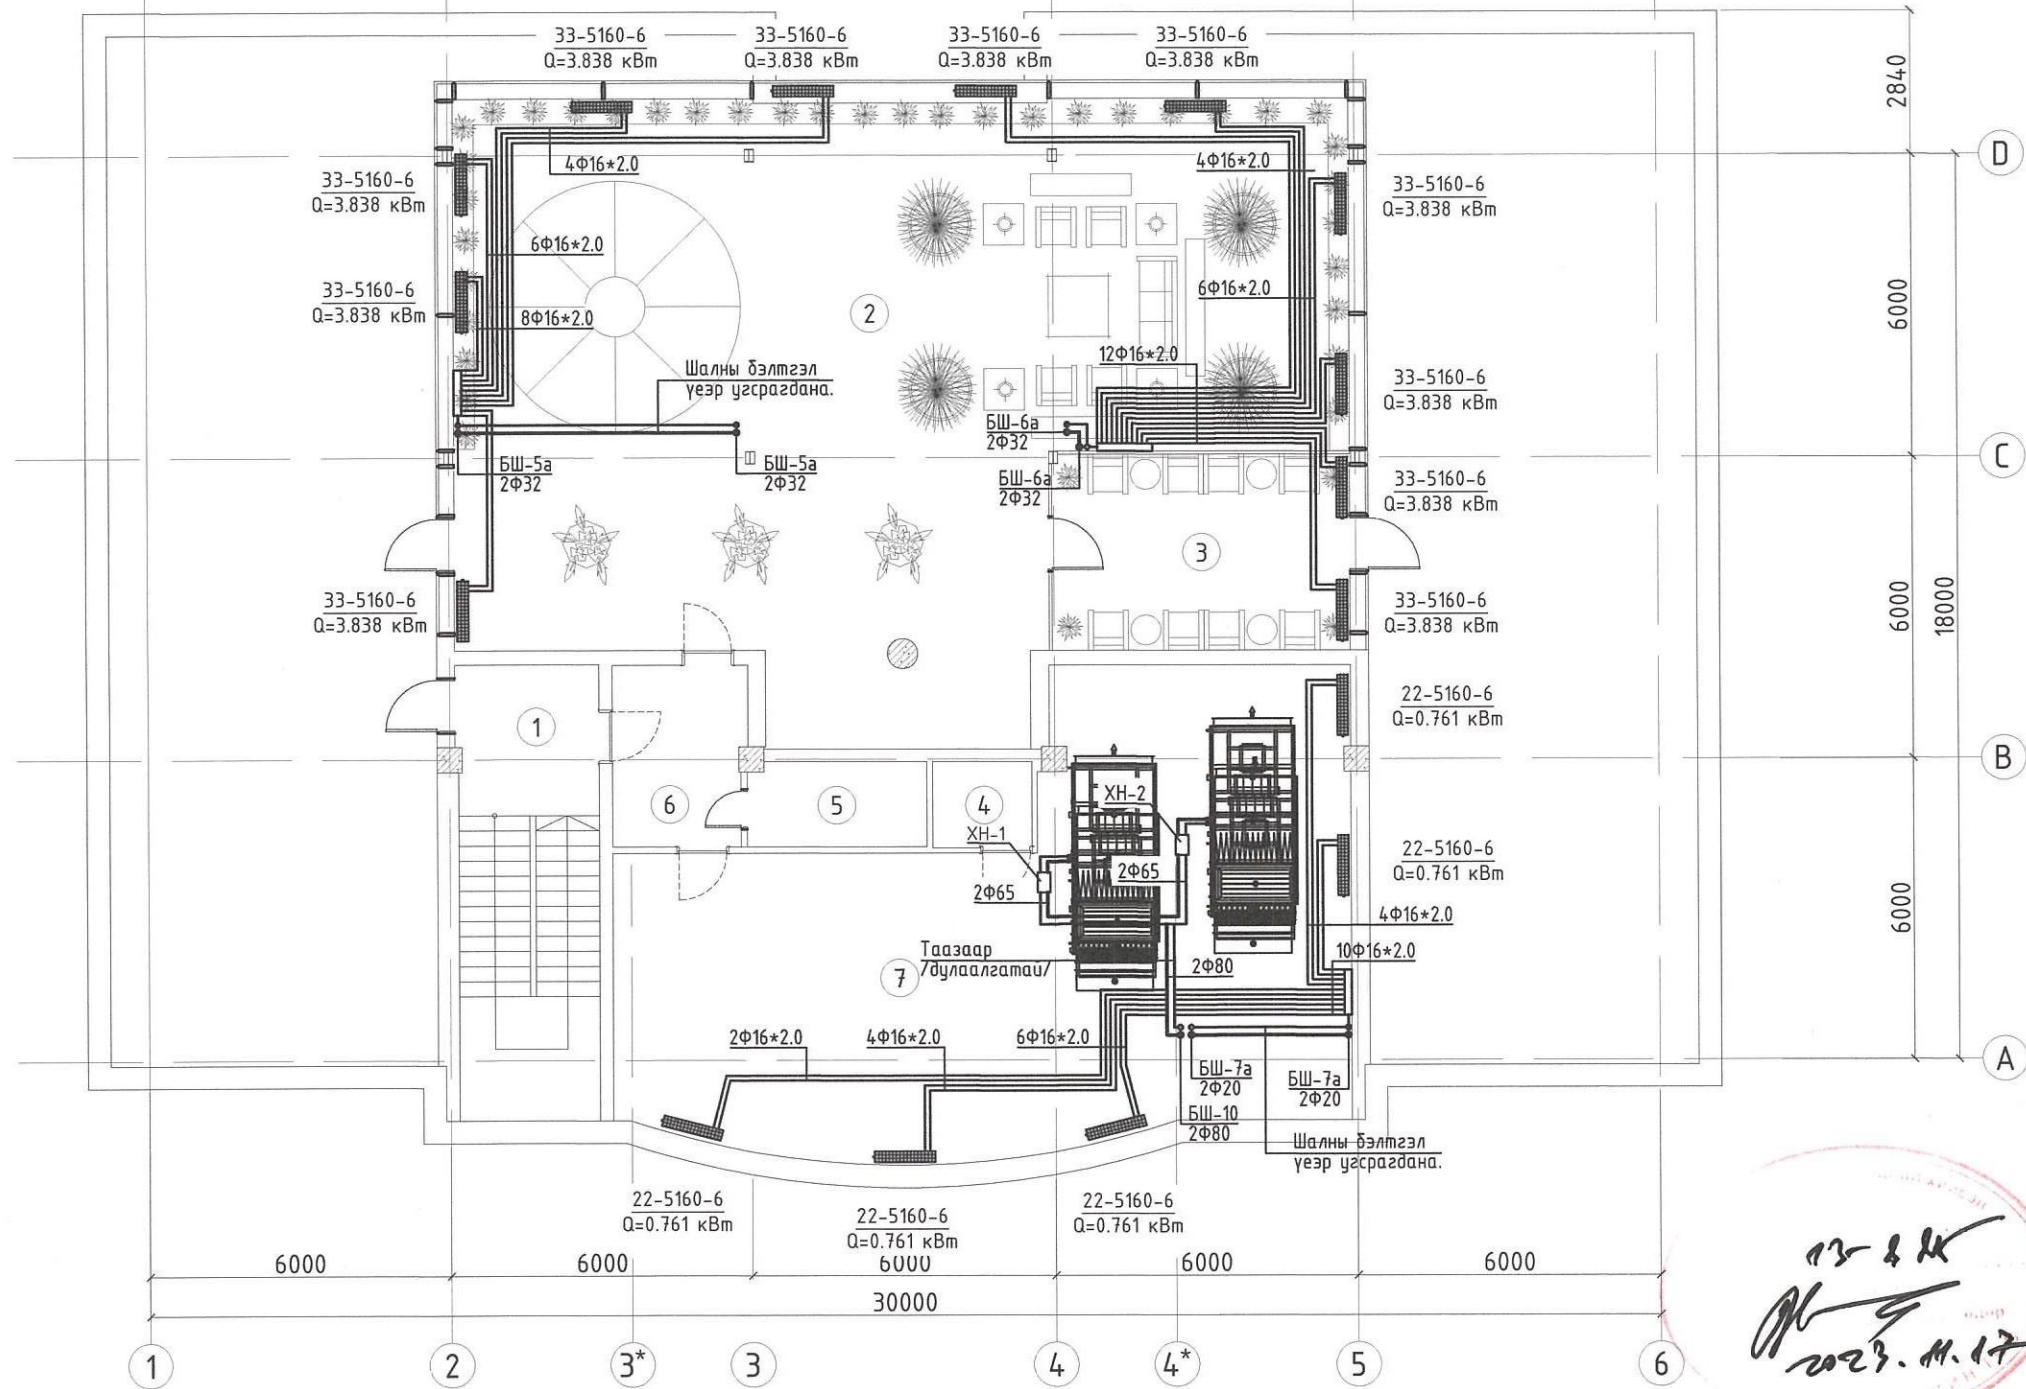 33-5160-6
Q=3.838 кВт
33-5160-6
Q=3.838 кВт
33-5160-6
Q=3.838 кВт
33-5160-6
Q=3.838 кВт
2840
D
4Ф16*2.0
4Ф16*2.0
33-5160-6
Q=3.838 кВт
33-5160-6
Q=3.838 кВт
6Ф16*2.0
6Ф16*2.0
33-5160-6
Q=3.838 кВт
8Ф16*2.0
2
6000
12Ф16*2.0
Шалны бэлтгэл
үеэр угсрагдана.
33-5160-6
Q=3.838 кВт
БШ-6а
2Ф32
БШ-5а
2Ф32
БШ-5а
2Ф32
БШ-6а
2Ф32
33-5160-6
Q=3.838 кВт
C
3
33-5160-6
Q=3.838 кВт
33-5160-6
Q=3.838 кВт
6000
18000
22-5160-6
Q=0.761 кВт
1
B
6
5
4
ХН-2
ХН-1
22-5160-6
Q=0.761 кВт
2Ф65
2Ф65
4Ф16*2.0
6000
Таазаар
/дулаалгатай/
7
2Ф80
10Ф16*2.0
2Ф16*2.0
4Ф16*2.0
6Ф16*2.0
A
БШ-7а
2Ф20
БШ-7а
2Ф20
БШ-10
2Ф80
Шалны бэлтгэл
үеэр угсрагдана.
22-5160-6
Q=0.761 кВт
22-5160-6
Q=0.761 кВт
22-5160-6
Q=0.761 кВт
6000
6000
6000
6000
6000
30000
1
2
3*
3
4
4*
5
6
2023.11.17